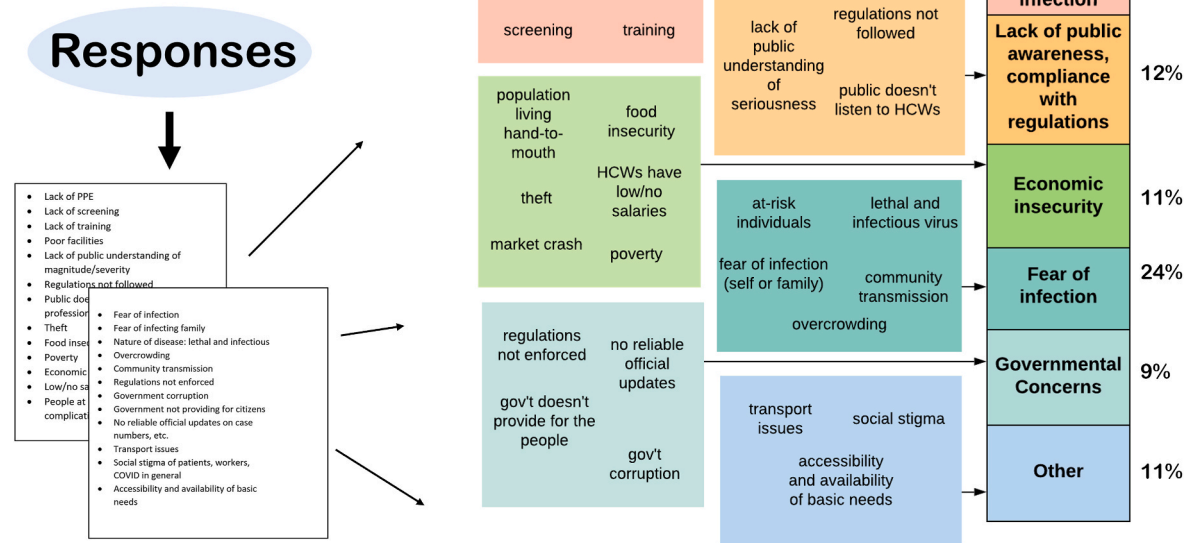 Responses
• Lack of PPE
• Lack of screening
• Lack of training
• Poor facilities
• Lack of public understanding of
magnitude/severity
• Regulations not followed
• Public
• Theft
• Food
• Poverty
• Economic
• Low/no
• People at
• Fear of infection
• Fear of infecting family
• Nature of disease: lethal and infectious
• Overcrowding
• Community transmission
• Regulations not enforced
• Government corruption
• Government not providing for citizens
• No reliable official updates on case
numbers, etc.
• Transport issues
• Social stigma of patients, workers,
COVID in general
• Accessibility and availability of basic
needs
screening
training
population
living
hand-to-
mouth
food
insecurity
theft
HCWs have
low/no
salaries
market crash
poverty
regulations
not enforced
no reliable
official
updates
gov't doesn't
provide for the
people
gov't
corruption
lack of
public
understanding
of
seriousness
regulations not
followed
public doesn't
listen to HCWs
at-risk
individuals
lethal and
infectious virus
fear of infection
(self or family)
community
transmission
overcrowding
transport
issues
social stigma
accessibility
and availability
of basic needs
infection
Lack of public
awareness,
compliance
with
regulations
12%
Economic
insecurity
11%
Fear of
infection
24%
Governmental
Concerns
9%
Other
11%